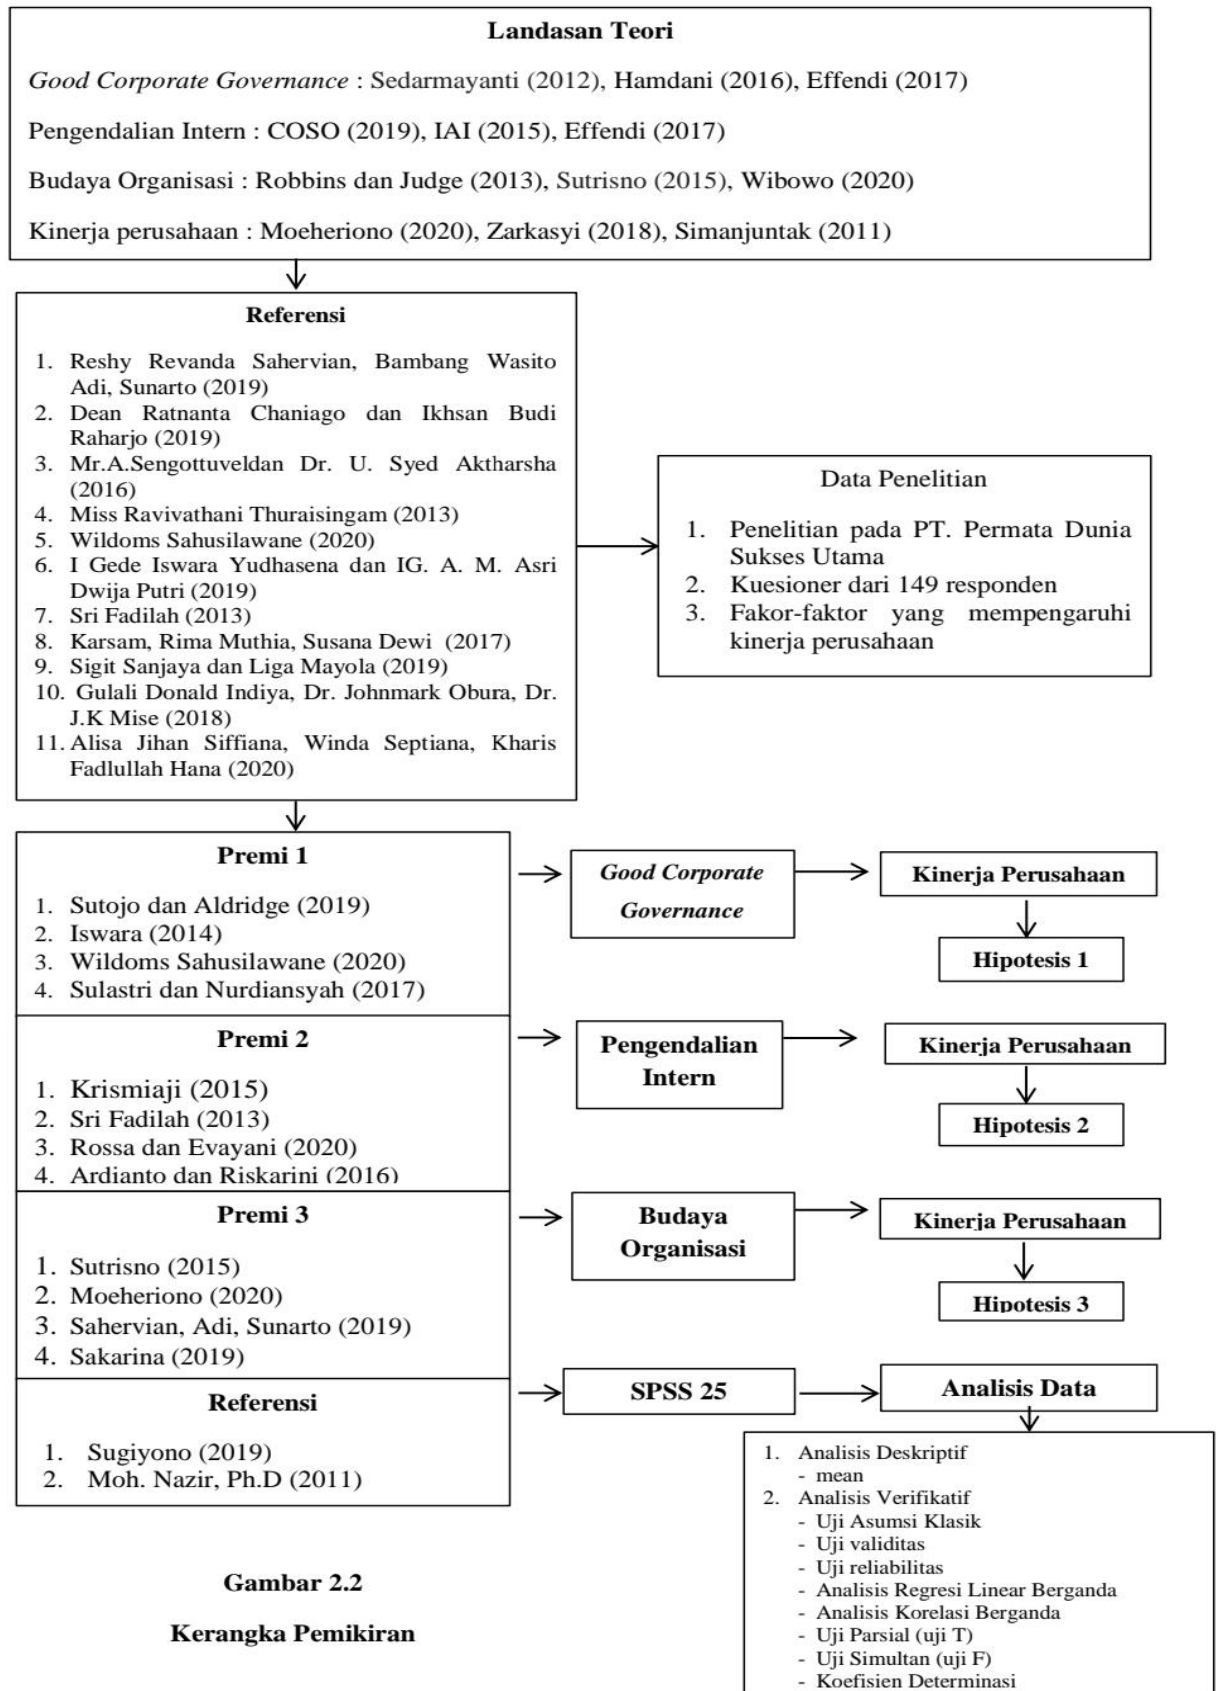 Landasan Teori
Good Corporate Governance : Sedarmayanti (2012), Hamdani (2016), Effendi (2017)
Pengendalian Intern : COSO (2019), IAI (2015), Effendi (2017)
Budaya Organisasi : Robbins dan Judge (2013), Sutrisno (2015), Wibowo (2020)
Kinerja perusahaan : Moeheriono (2020), Zarkasyi (2018), Simanjuntak (2011)
Referensi
1. Reshy Revanda Sahervian, Bambang Wasito
Adi, Sunarto (2019)
2. Dean Ratnanta Chaniago dan Ikhsan Budi
Raharjo (2019)
3. Mr.A.Sengottuveldan Dr. U. Syed Aktharsha
(2016)
4. Miss Ravivathani Thuraisingam (2013)
5. Wildoms Sahusilawane (2020)
6. I Gede Iswara Yudhasena dan IG. A. M. Asri
Dwija Putri (2019)
7. Sri Fadilah (2013)
8. Karsam, Rima Muthia, Susana Dewi (2017)
9. Sigit Sanjaya dan Liga Mayola (2019)
10. Gulali Donald Indiya, Dr. Johnmark Obura, Dr.
J.K Mise (2018)
11. Alisa Jihan Siffiana, Winda Septiana, Kharis
Fadlullah Hana (2020)
Data Penelitian
1. Penelitian pada PT. Permata Dunia
Sukses Utama
2. Kuesioner dari 149 responden
3. Fakor-faktor yang mempengaruhi
kinerja perusahaan
Premi 1
1. Sutojo dan Aldridge (2019)
2. Iswara (2014)
3. Wildoms Sahusilawane (2020)
4. Sulastri dan Nurdiansyah (2017)
Good Corporate
Governance
Kinerja Perusahaan
Hipotesis 1
Premi 2
1. Krismiaji (2015)
2. Sri Fadilah (2013)
3. Rossa dan Evayani (2020)
4. Ardianto dan Riskarini (2016)
Pengendalian
Intern
Kinerja Perusahaan
Hipotesis 2
Premi 3
1. Sutrisno (2015)
2. Moeheriono (2020)
3. Sahervian, Adi, Sunarto (2019)
4. Sakarina (2019)
Budaya
Organisasi
Kinerja Perusahaan
Hipotesis 3
Referensi
1. Sugiyono (2019)
2. Moh. Nazir, Ph.D (2011)
SPSS 25
Analisis Data
1. Analisis Deskriptif
- mean
2. Analisis Verifikatif
- Uji Asumsi Klasik
- Uji validitas
- Uji reliabilitas
- Analisis Regresi Linear Berganda
- Analisis Korelasi Berganda
- Uji Parsial (uji T)
- Uji Simultan (uji F)
- Koefisien Determinasi
Gambar 2.2
Kerangka Pemikiran